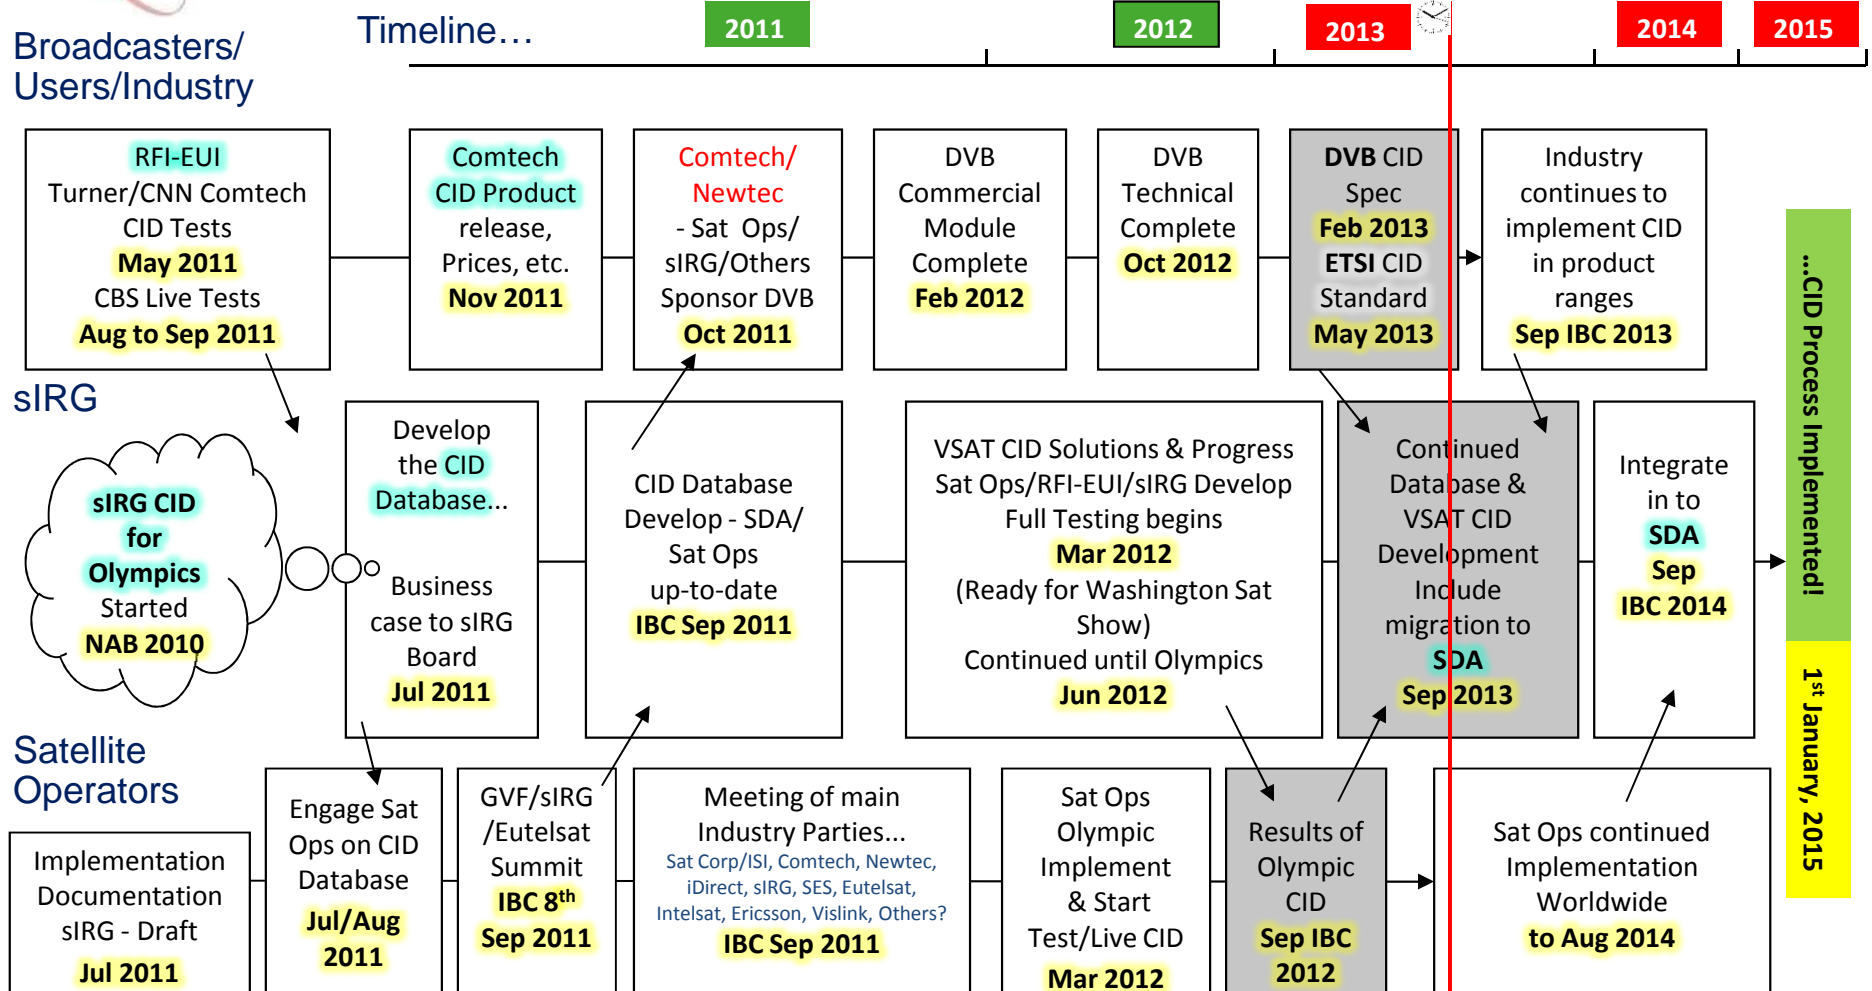 Timeline…
2011
2012
2013
2014
2015
Broadcasters/
Users/Industry
RFI-EUI
Turner/CNN Comtech
CID Tests
May 2011
CBS Live Tests
Aug to Sep 2011
Comtech
CID Product
release,
Prices, etc.
Nov 2011
Comtech/
Newtec
- Sat Ops/
sIRG/Others
Sponsor DVB
Oct 2011
DVB
Commercial
Module
Complete
Feb 2012
DVB
Technical
Complete
Oct 2012
DVB CID
Spec
Feb 2013
ETSI CID
Standard
May 2013
Industry
continues to
implement CID
in product
ranges
Sep IBC 2013
sIRG
sIRG CID
for
Olympics
Started
NAB 2010
Develop
the CID
Database...
Business
case to sIRG
Board
Jul 2011
CID Database
Develop - SDA/
Sat Ops
up-to-date
IBC Sep 2011
VSAT CID Solutions & Progress
Sat Ops/RFI-EUI/sIRG Develop
Full Testing begins
Mar 2012
(Ready for Washington Sat
Show)
Continued until Olympics
Jun 2012
Continued
Database &
VSAT CID
Development
Include
migration to
SDA
Sep 2013
Integrate
in to
SDA
Sep
IBC 2014
Satellite
Operators
Implementation
Documentation
sIRG - Draft
Jul 2011
Engage Sat
Ops on CID
Database
Jul/Aug
2011
GVF/sIRG
/Eutelsat
Summit
IBC 8th
Sep 2011
Meeting of main
Industry Parties...
Sat Corp/ISI, Comtech, Newtec,
iDirect, sIRG, SES, Eutelsat,
Intelsat, Ericsson, Vislink, Others?
IBC Sep 2011
Sat Ops
Olympic
Implement
& Start
Test/Live CID
Mar 2012
Results of
Olympic
CID
Sep IBC
2012
Sat Ops continued
Implementation
Worldwide
to Aug 2014
...CID Process Implemented!
1st January, 2015